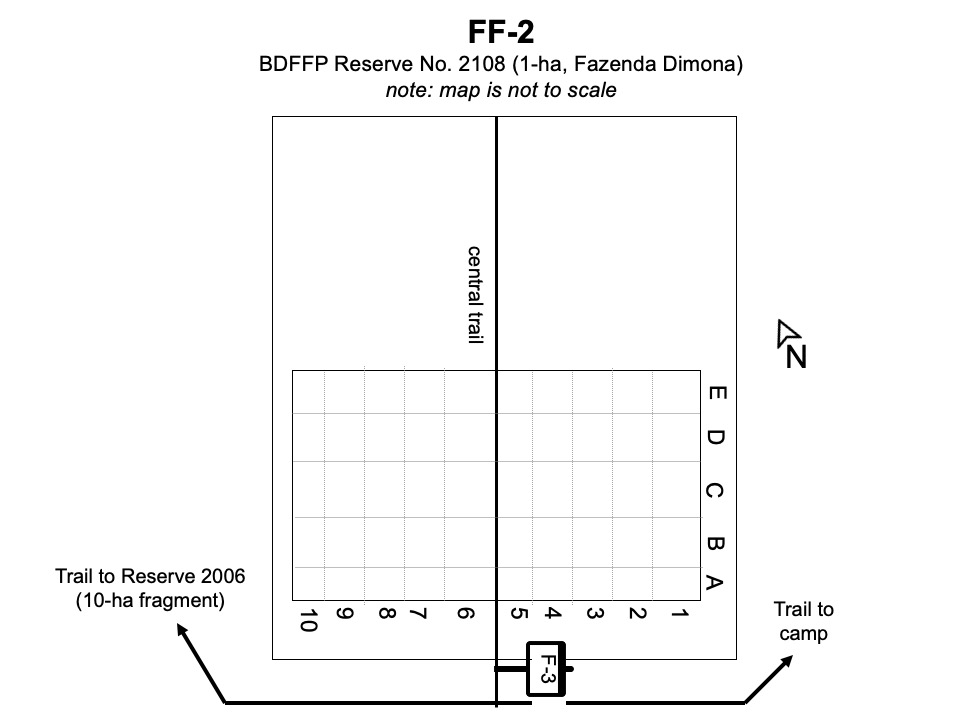 FF-2
BDFFP Reserve No. 2108 (1-ha, Fazenda Dimona)
note: map is not to scale
central trail
N
E
D
C
B
A
10 9 8 7 6 5 4 3 2 1
Trail to Reserve 2006
(10-ha fragment)
Trail to
camp
F-3